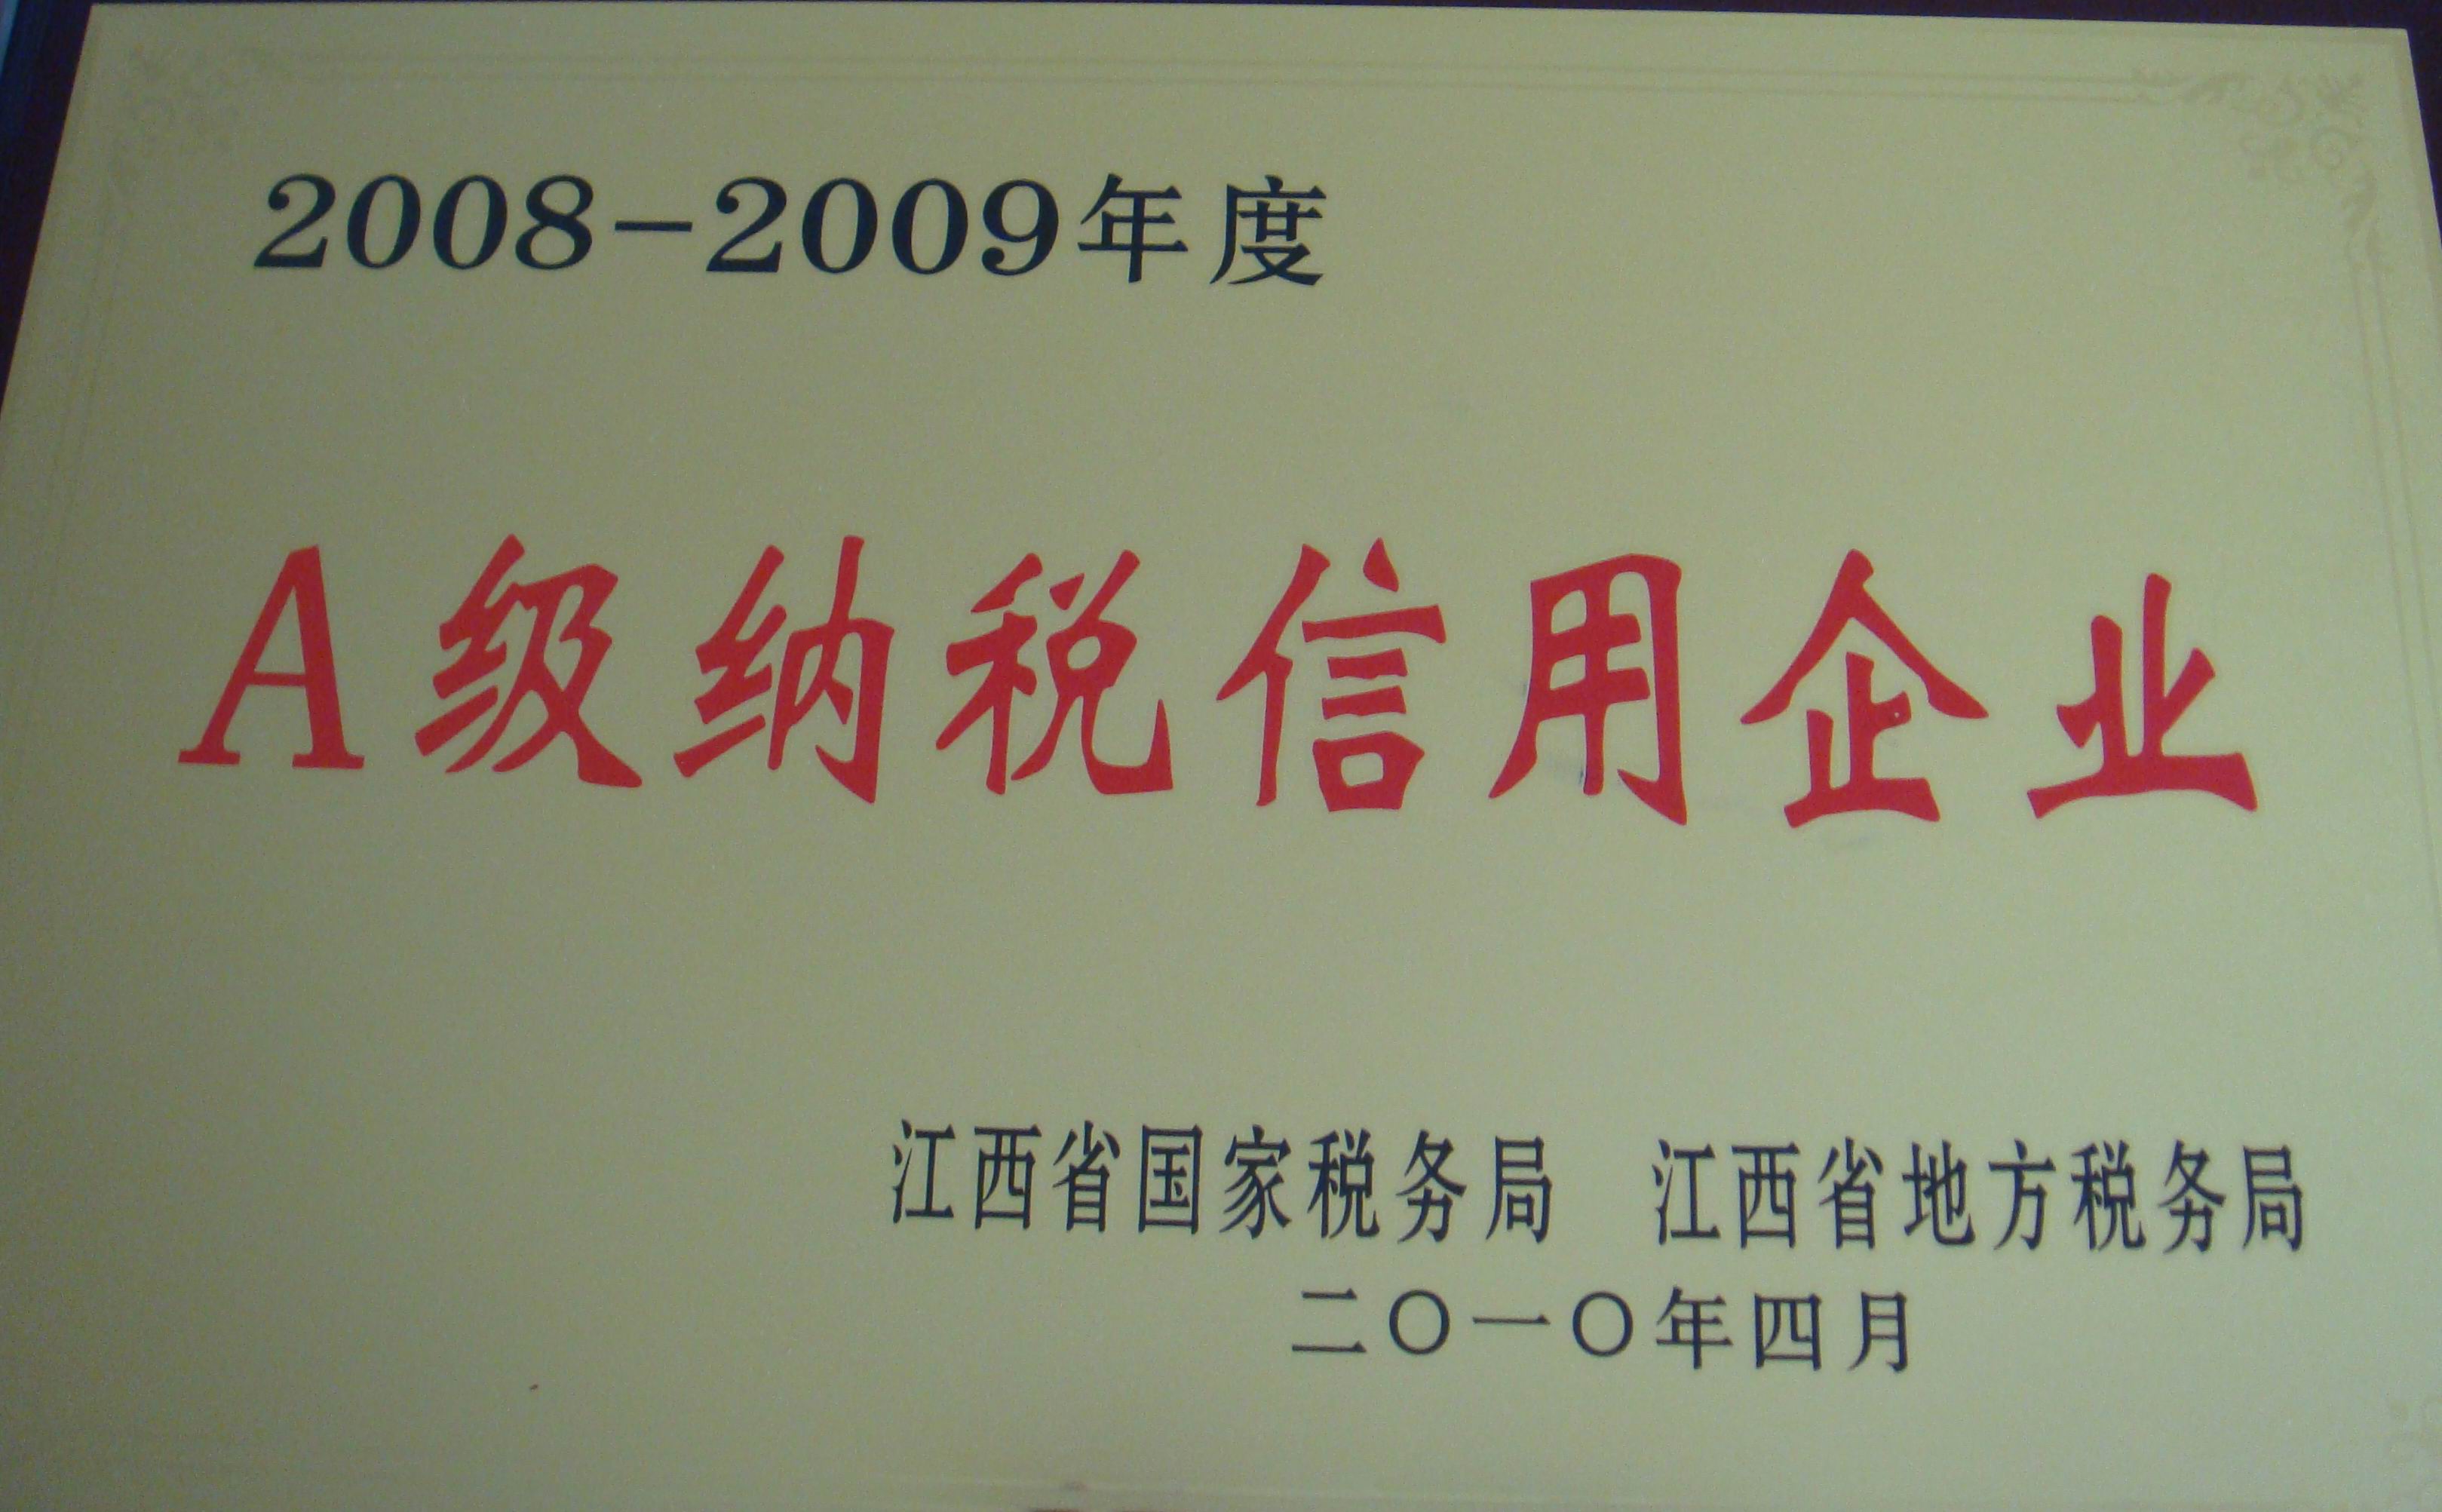 2008-2009年度
A级纳税信用企业
江西省国家税务局 江西省地方税务局
二〇一〇年四月